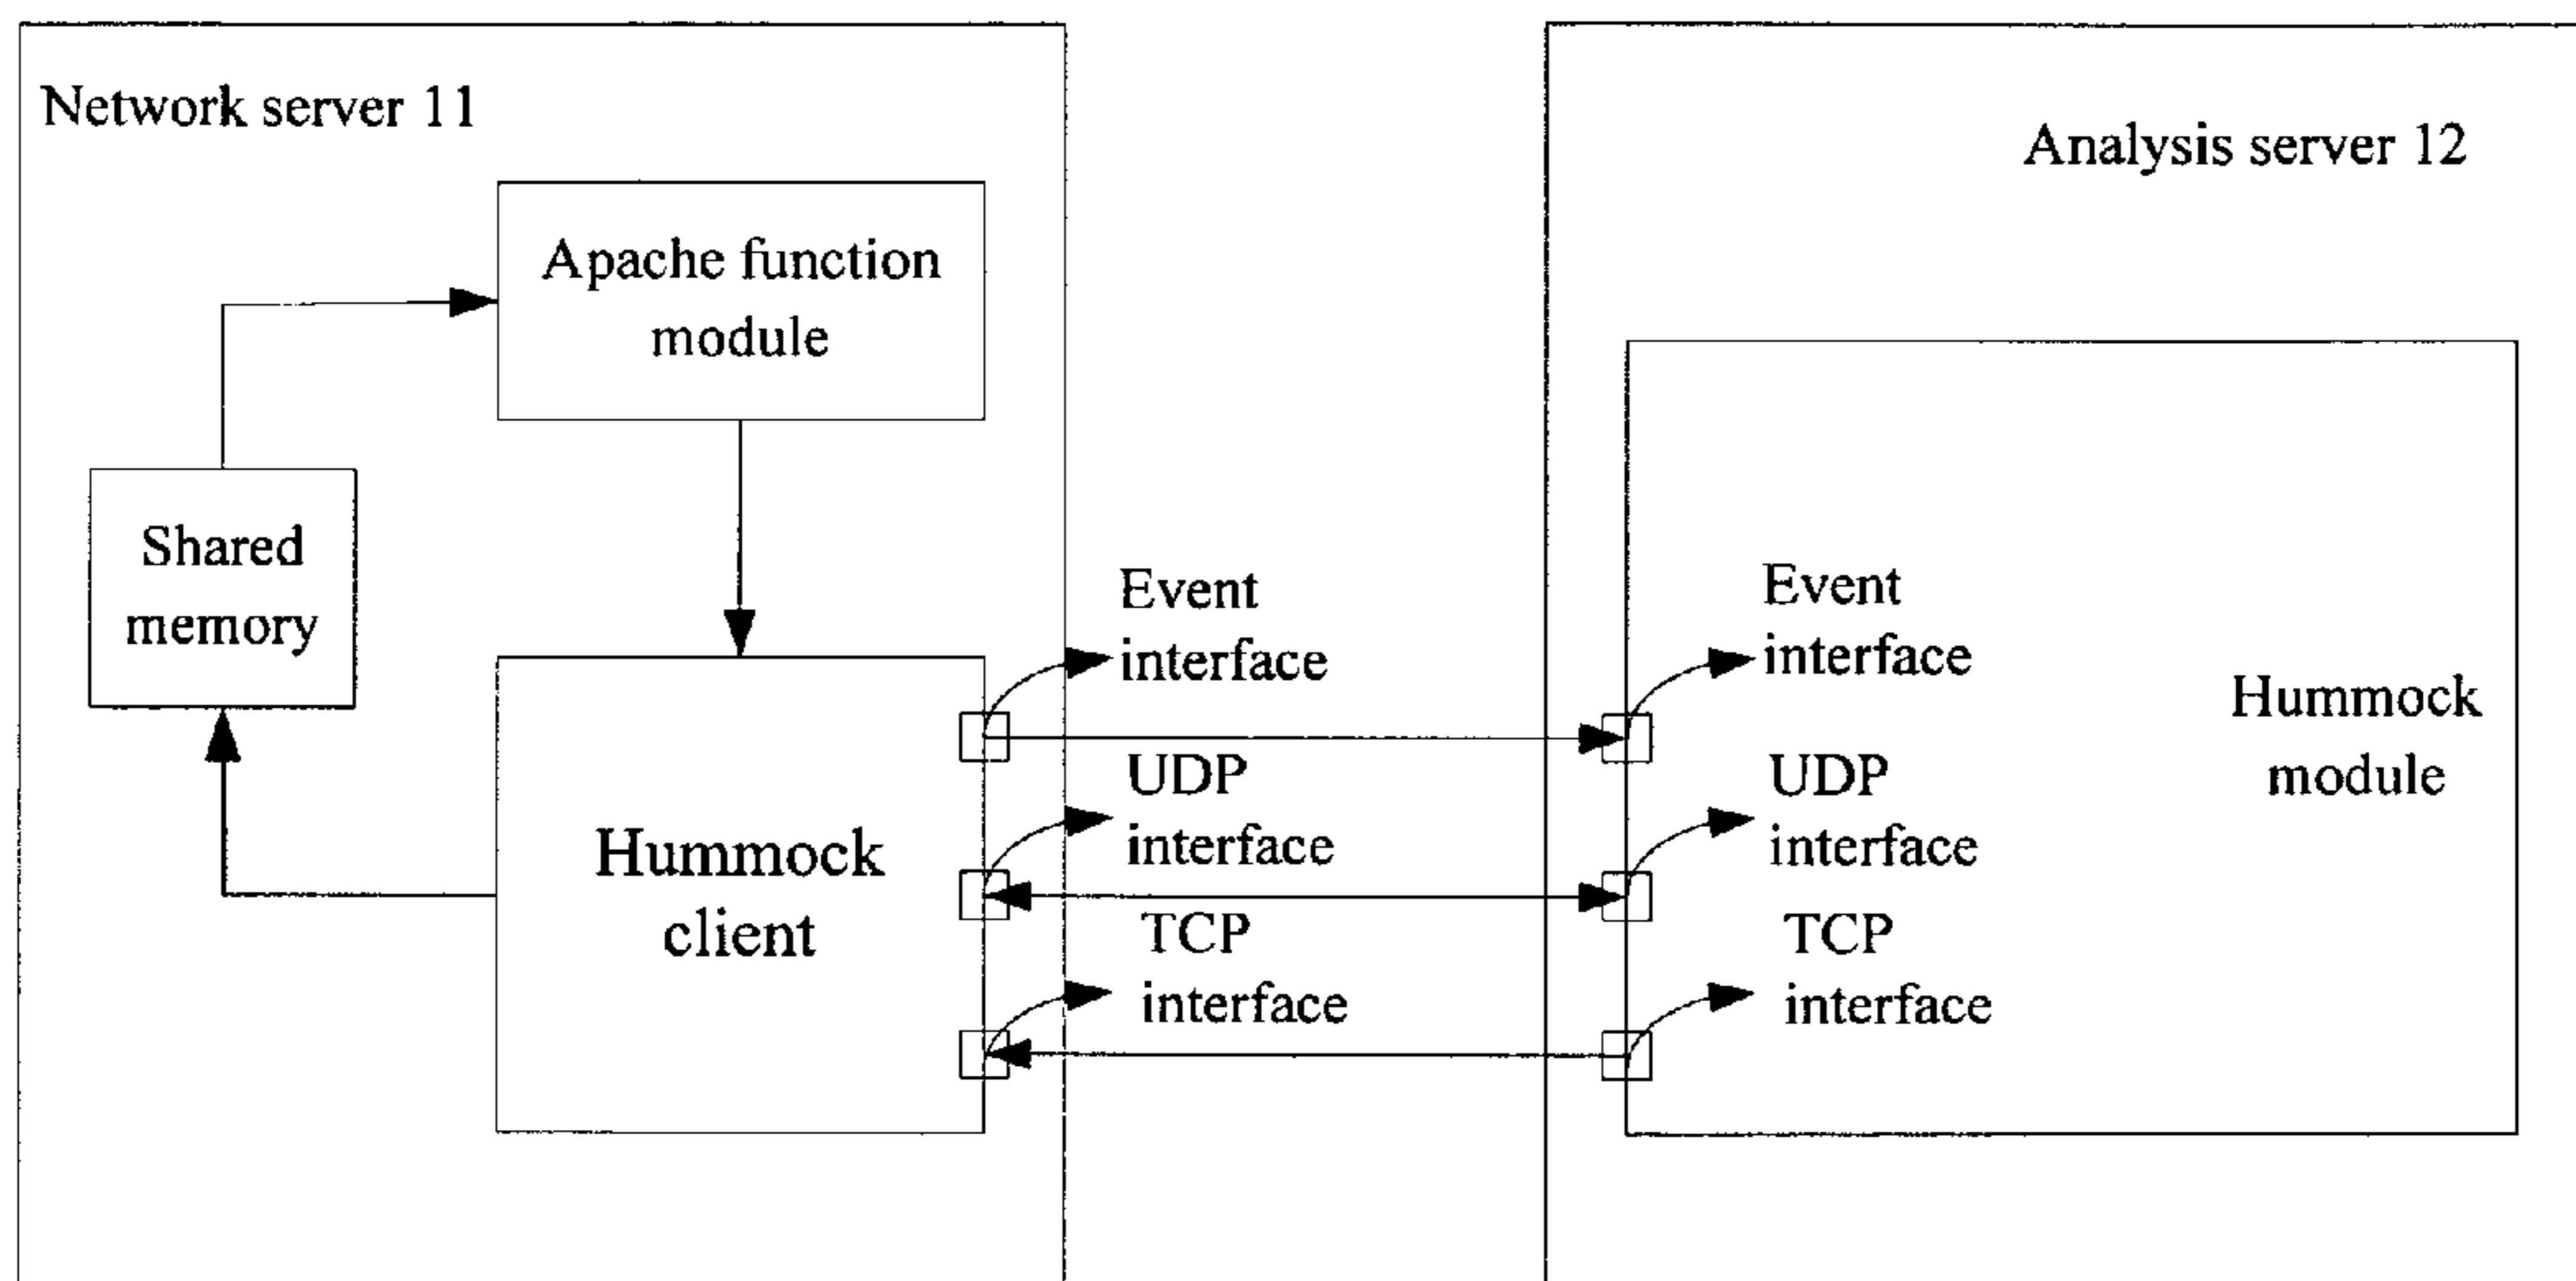 Network server 11
Apache function
module
Shared
memory
Hummock
client
Event
interface
UDP
interface
TCP
interface
Analysis server 12
Event
interface
UDP
interface
TCP
interface
Hummock
module